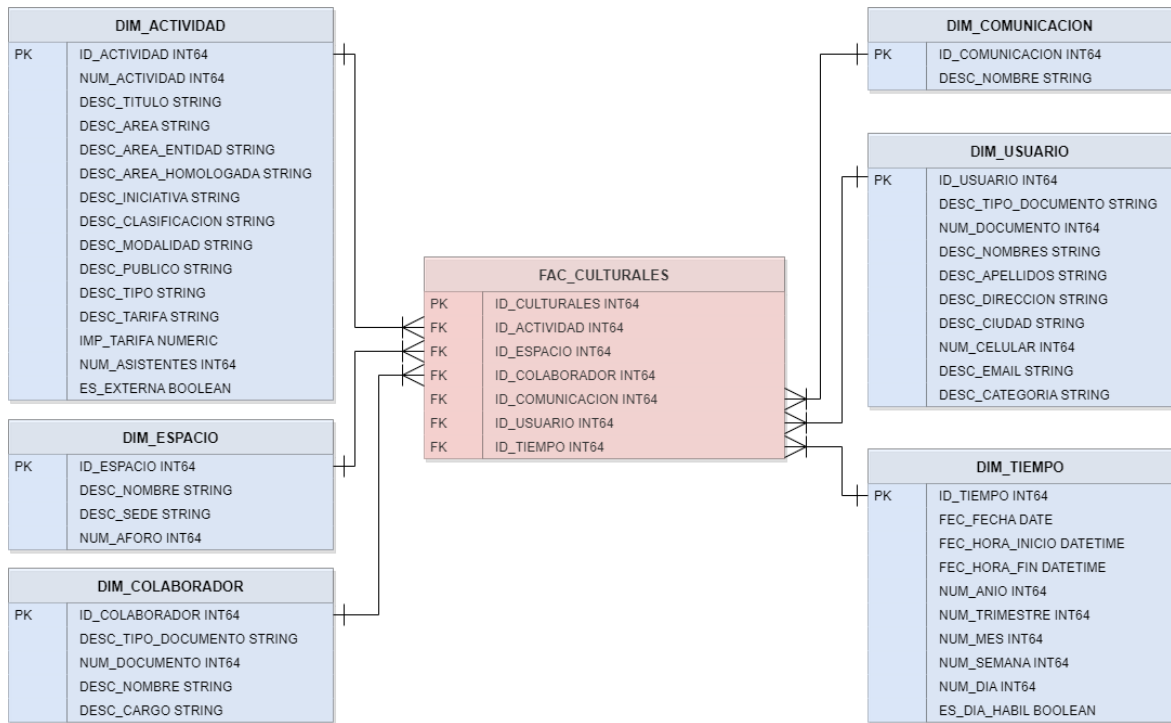 DIM_ACTIVIDAD
PK ID_ACTIVIDAD INT64
NUM_ACTIVIDAD INT64
DESC_TITULO STRING
DESC_AREA STRING
DESC_AREA_ENTIDAD STRING
DESC_AREA_HOMOLOGADA STRING
DESC_INICIATIVA STRING
DESC_CLASIFICACION STRING
DESC_MODALIDAD STRING
DESC_PUBLICO STRING
DESC_TIPO STRING
DESC_TARIFA STRING
IMP_TARIFA NUMERIC
NUM_ASISTENTES INT64
ES_EXTERNA BOOLEAN
DIM_ESPACIO
PK ID_ESPACIO INT64
DESC_NOMBRE STRING
DESC_SEDE STRING
NUM_AFORO INT64
DIM_COLABORADOR
PK ID_COLABORADOR INT64
DESC_TIPO_DOCUMENTO STRING
NUM_DOCUMENTO INT64
DESC_NOMBRE STRING
DESC_CARGO STRING
FAC_CULTURALES
PK ID_CULTURALES INT64
FK ID_ACTIVIDAD INT64
FK ID_ESPACIO INT64
FK ID_COLABORADOR INT64
FK ID_COMUNICACION INT64
FK ID_USUARIO INT64
FK ID_TIEMPO INT64
DIM_COMUNICACION
PK ID_COMUNICACION INT64
DESC_NOMBRE STRING
DIM_USUARIO
PK ID_USUARIO INT64
DESC_TIPO_DOCUMENTO STRING
NUM_DOCUMENTO INT64
DESC_NOMBRES STRING
DESC_APELLIDOS STRING
DESC_DIRECCION STRING
DESC_CIUDAD STRING
NUM_CELULAR INT64
DESC_EMAIL STRING
DESC_CATEGORIA STRING
DIM_TIEMPO
PK ID_TIEMPO INT64
FEC_FECHA DATE
FEC_HORA_INICIO DATETIME
FEC_HORA_FIN DATETIME
NUM_ANIO INT64
NUM_TRIMESTRE INT64
NUM_MES INT64
NUM_SEMANA INT64
NUM_DIA INT64
ES_DIA_HABIL BOOLEAN